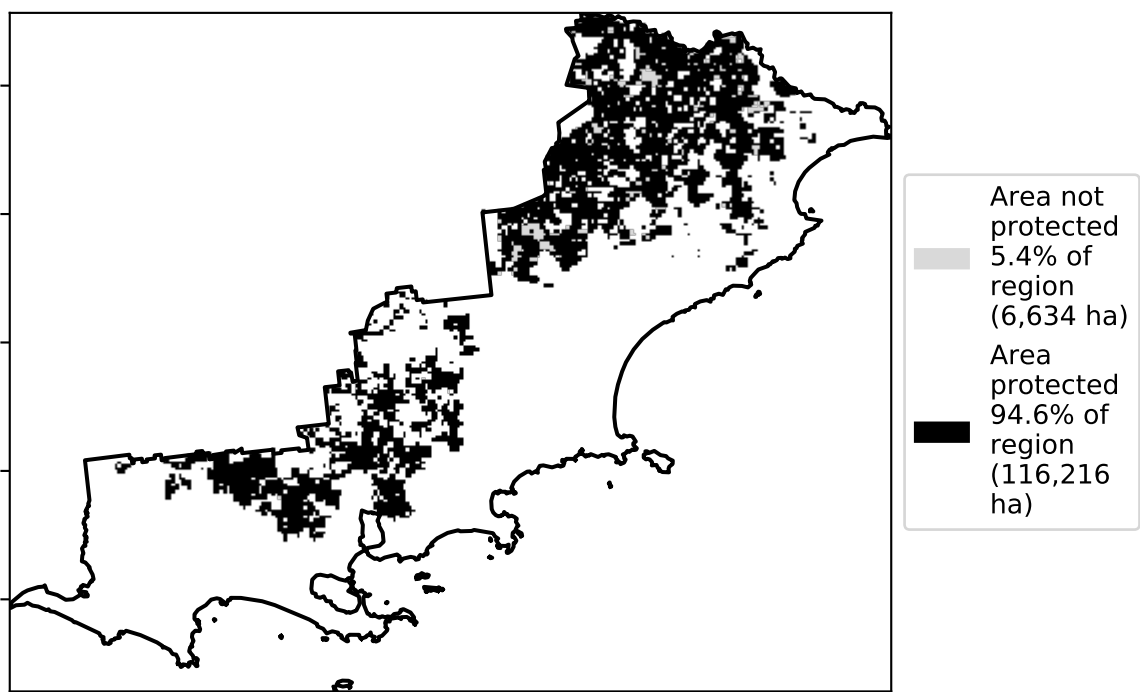 Area not
protected
5.4% of
region
(6,634 ha)
Area
protected
94.6% of
region
(116,216
ha)